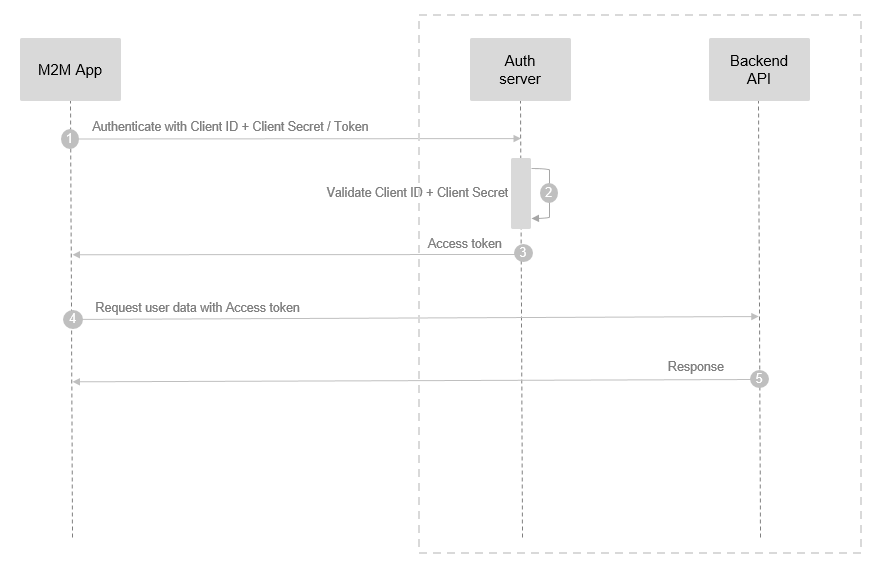 M2M App
Auth
server
Backend
API
Authenticate with Client ID + Client Secret / Token
1
Validate Client ID + Client Secret
2
Access token
3
Request user data with Access token
4
Response
5